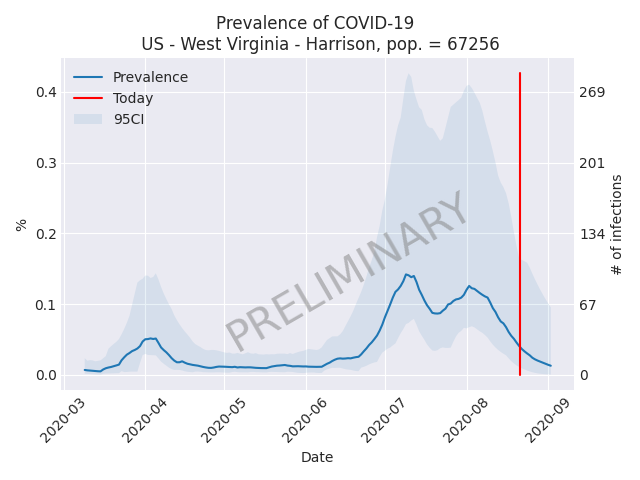 Prevalence of COVID-19
US - West Virginia - Harrison, pop. = 67256
Prevalence
Today
95CI
PRELIMINARY
0.4
0.3
0.2
0.1
0.0
%
269
201
134
67
0
# of infections
2020-03
2020-04
2020-05
2020-06
2020-07
2020-08
2020-09
Date